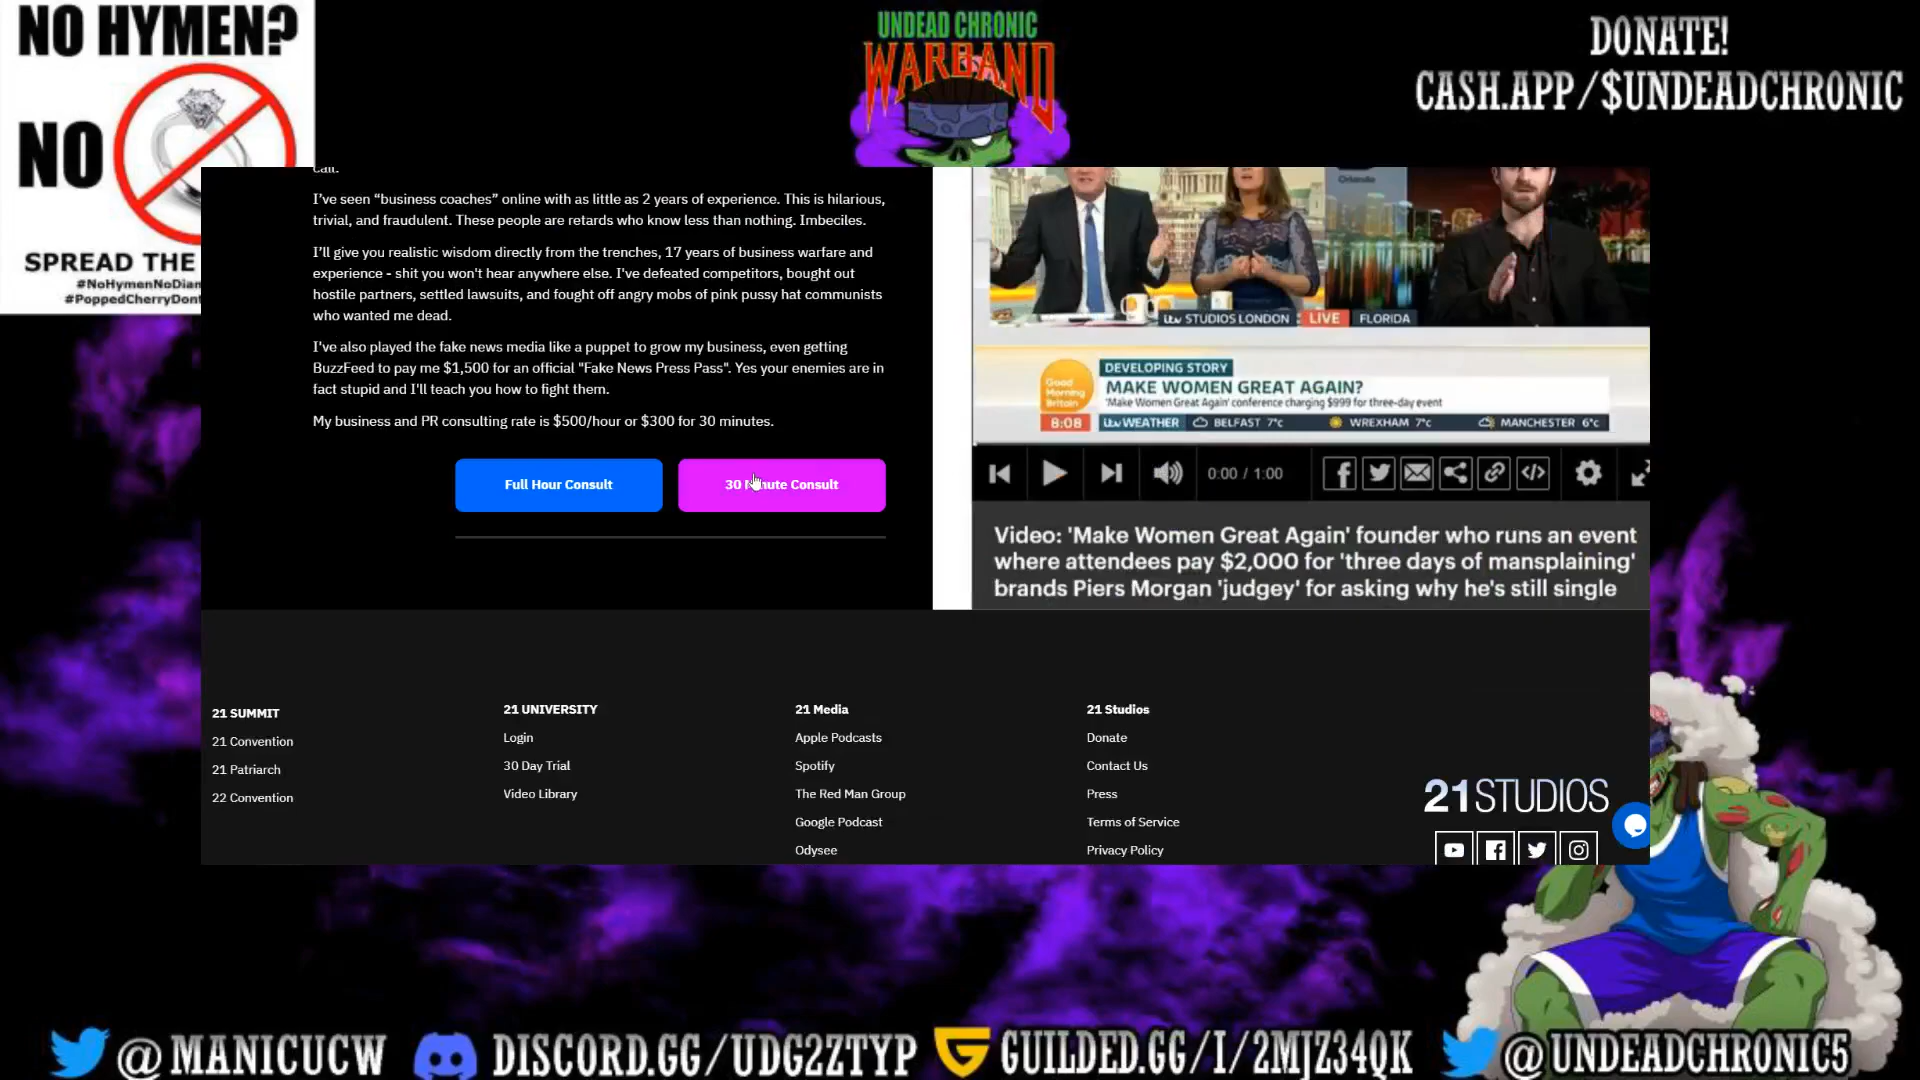 NO HYMEN?
NO
SPREAD THE
#NoHymenNoDiam
#PoppedCherryDont
UNDEAD CHRONIC
WARBAND
DONATE!
CASH.APP/$UNDEADCHRONIC
call.
I've seen “business coaches” online with as little as 2 years of experience. This is hilarious,
trivial, and fraudulent. These people are retards who know less than nothing. Imbeciles.
I'll give you realistic wisdom directly from the trenches, 17 years of business warfare and
experience - shit you won't hear anywhere else. I've defeated competitors, bought out
hostile partners, settled lawsuits, and fought off angry mobs of pink pussy hat communists
who wanted me dead.
I've also played the fake news media like a puppet to grow my business, even getting
BuzzFeed to pay me $1,500 for an official "Fake News Press Pass". Yes your enemies are in
fact stupid and I'll teach you how to fight them.
My business and PR consulting rate is $500/hour or $300 for 30 minutes.
Full Hour Consult
30 Minute Consult
Orlando
itv STUDIOS LONDON LIVE FLORIDA
Good Morning Britain
DEVELOPING STORY
MAKE WOMEN GREAT AGAIN?
'Make Women Great Again' conference charging $999 for three-day event
8:08 itv WEATHER BELFAST 7°c WREXHAM 7°c MANCHESTER 6°c
0:00 / 1:00
Video: 'Make Women Great Again' founder who runs an event
where attendees pay $2,000 for 'three days of mansplaining'
brands Piers Morgan 'judgey' for asking why he's still single
21 SUMMIT
21 Convention
21 Patriarch
22 Convention
21 UNIVERSITY
Login
30 Day Trial
Video Library
21 Media
Apple Podcasts
Spotify
The Red Man Group
Google Podcast
Odysee
21 Studios
Donate
Contact Us
Press
Terms of Service
Privacy Policy
21STUDIOS
@MANICUCW
DISCORD.GG/UDG2ZTYP
GUILDED.GG/I/2MJZ34QK
@UNDEADCHRONIC5